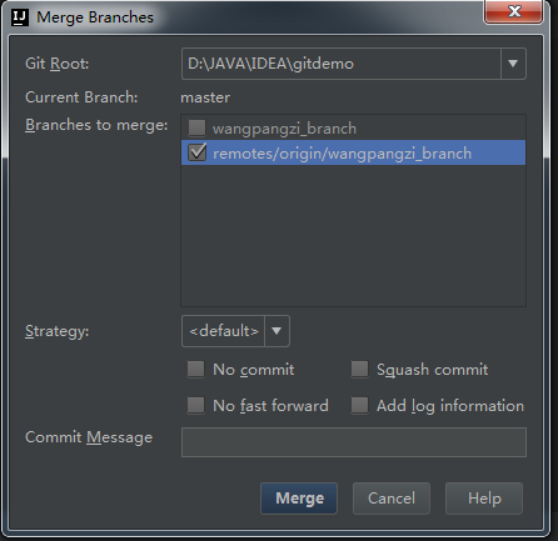 IJ Merge Branches
Git Root: D:\JAVA\IDEA\gitdemo
Current Branch: master
Branches to merge: wangpangzi_branch
remotes/origin/wangpangzi_branch
Strategy: <default>
No commit Squash commit
No fast forward Add log information
Commit Message
Merge Cancel Help